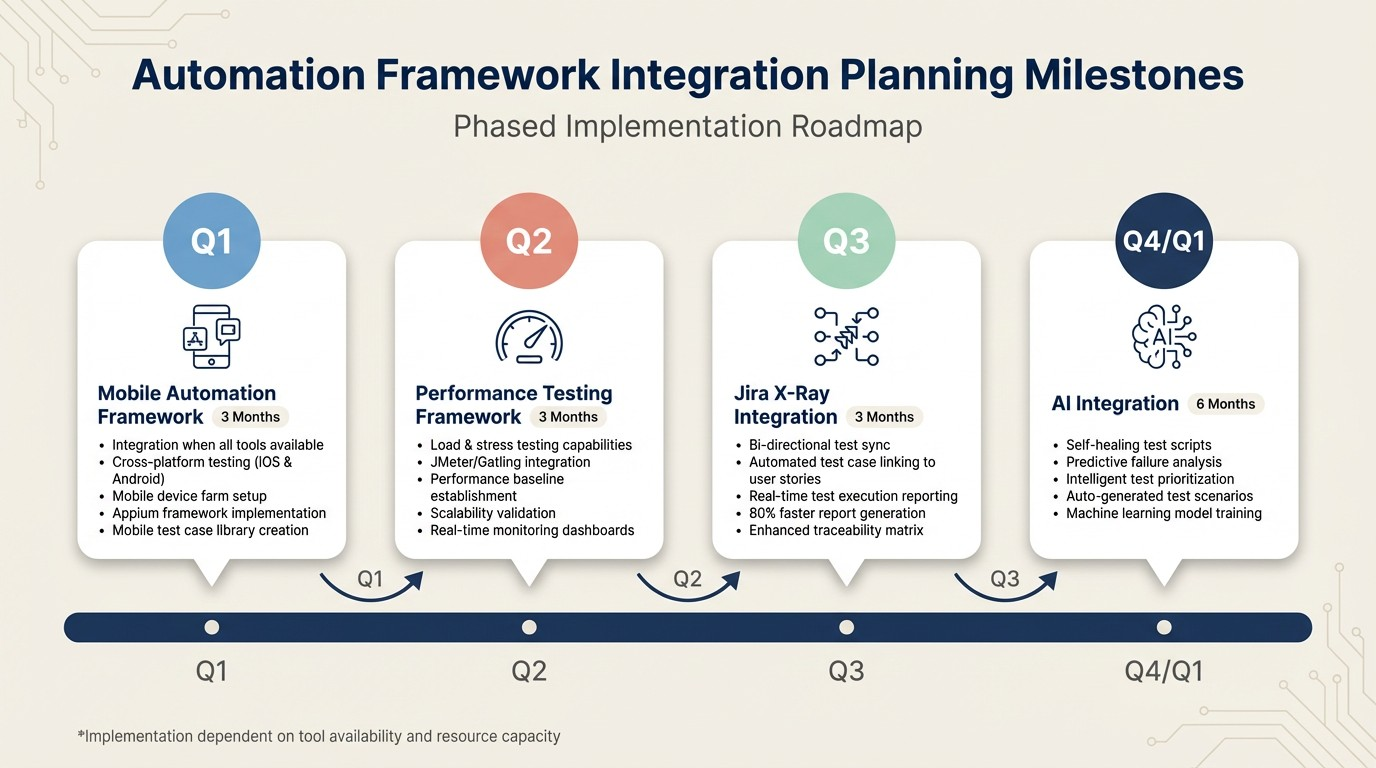 Automation Framework Integration Planning Milestones
Phased Implementation Roadmap
Q1
Mobile Automation
Framework 3 Months
• Integration when all tools available
• Cross-platform testing (IOS &
Android)
• Mobile device farm setup
• Appium framework implementation
• Mobile test case library creation
Q2
Performance Testing
Framework 3 Months
• Load & stress testing capabilities
• JMeter/Gatling integration
• Performance baseline
establishment
• Scalability validation
• Real-time monitoring dashboards
Q3
Jira X-Ray
Integration 3 Months
• Bi-directional test sync
• Automated test case linking to
user stories
• Real-time test execution reporting
• 80% faster report generation
• Enhanced traceability matrix
Q4/Q1
AI
AI Integration 6 Months
• Self-healing test scripts
• Predictive failure analysis
• Intelligent test prioritization
• Auto-generated test scenarios
• Machine learning model training
Q1
Q2
Q3
Q1
Q2
Q3
Q4/Q1
*Implementation dependent on tool availability and resource capacity